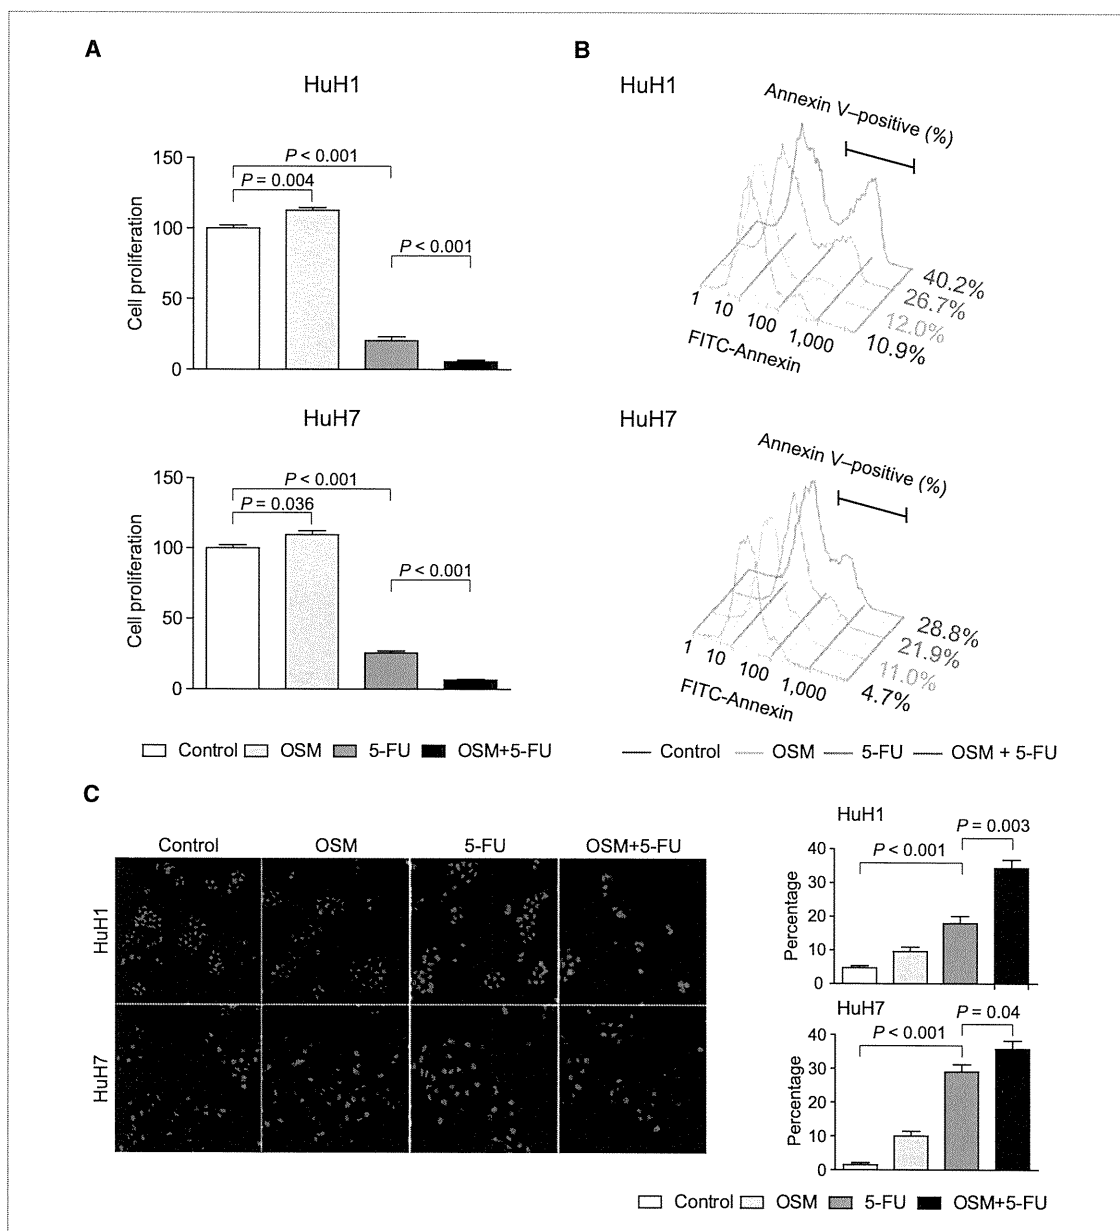 A
HuH1
150
100
50
0
Cell proliferation
P < 0.001
P = 0.004
P < 0.001
HuH7
150
100
50
0
Cell proliferation
P < 0.001
P = 0.036
P < 0.001
Control OSM 5-FU OSM+5-FU
B
HuH1
Annexin V–positive (%)
40.2%
26.7%
12.0%
10.9%
1 10 100 1,000
FITC-Annexin
HuH7
Annexin V–positive (%)
28.8%
21.9%
11.0%
4.7%
1 10 100 1,000
FITC-Annexin
Control OSM 5-FU OSM + 5-FU
C
Control OSM 5-FU OSM+5-FU
HuH1
HuH7
HuH1
P = 0.003
P < 0.001
40
30
20
10
0
Percentage
HuH7
P = 0.04
P < 0.001
40
30
20
10
0
Percentage
Control OSM 5-FU OSM+5-FU